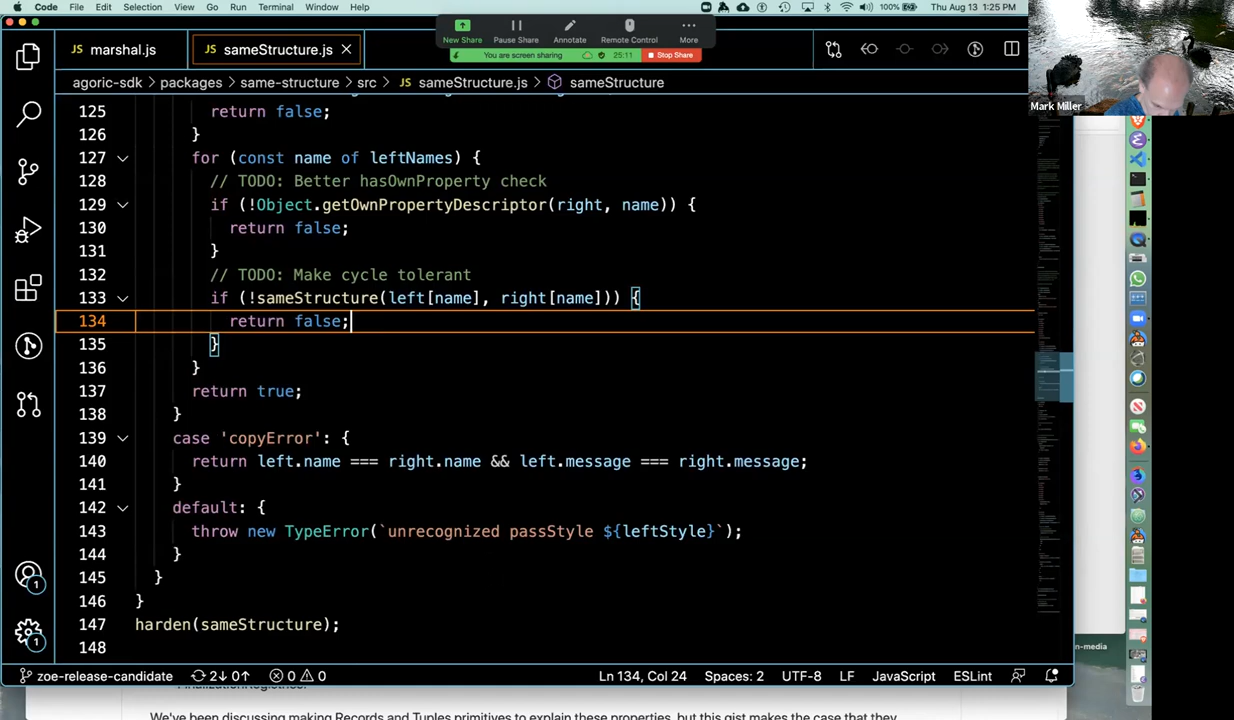 Code File Edit Selection View Go Run Terminal Window Help 100% Thu Aug 13 1:25 PM
New Share Pause Share Annotate Remote Control More
You are screen sharing 25:11 Stop Share
marshal.js JS sameStructure.js
agoric-sdk > packages > same-structure > src > JS sameStructure.js > sameStructure
Mark Miller
125 return false;
126 }
127 for (const name of leftNames) {
128 // TODO: Better hasOwnProperty check
129 if (!Object.getOwnPropertyDescriptor(right, name)) {
130 return false;
131 }
132 // TODO: Make cycle tolerant
133 if (!sameStructure(left[name], right[name])) {
134 return false;
135 }
136 }
137 return true;
138 }
139 case 'copyError': {
140 return left.name === right.name && left.message === right.message;
141 }
142 default: {
143 throw new TypeError(`unrecognized passStyle ${leftStyle}`);
144 }
145 }
146 }
147 harden(sameStructure);
148
1
1
n-media
zoe-release-candidate 2↓ 0↑ 0 0 Ln 134, Col 24 Spaces: 2 UTF-8 LF JavaScript ESLint
We've been discussing making Records and Tuples primitives to explain these properties, but this gist makes the case that they